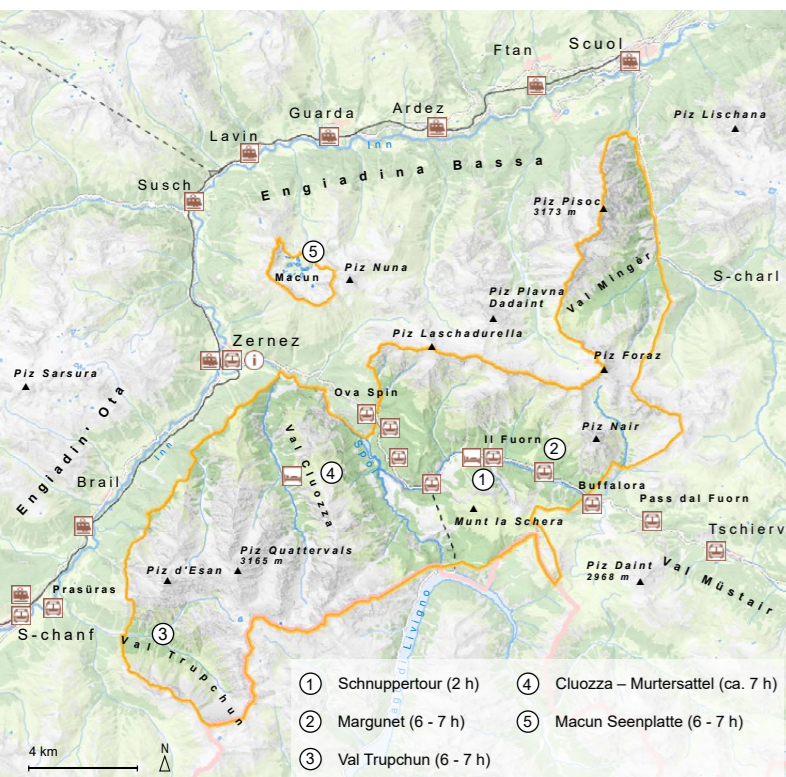 Scuol
Ftan
Ardez
Guarda
Lavin
Inn
Piz Lischana
Susch
Engiadina Bassa
Piz Pisoc
3173 m
5
Macun
Piz Nuna
Val Mingèr
S-charl
Piz Plavna
Dadaint
Zernez
i
Piz Laschadurella
Piz Foraz
Piz Sarsura
Ova Spin
Engiadin' Ota
Inn
Val Cluozza
4
Spöl
Il Fuorn
1
2
Piz Nair
Brail
Buffalora
Munt la Schera
Pass dal Fuorn
Tschierv
Piz Quattervals
3165 m
Piz d'Esan
Piz Daint
2968 m
Val Müstair
Prasüras
S-chanf
3
Val Trupchun
Livigno
1 Schnuppertour (2 h)
2 Margunet (6 - 7 h)
3 Val Trupchun (6 - 7 h)
4 Cluozza – Murtersattel (ca. 7 h)
5 Macun Seenplatte (6 - 7 h)
4 km
N